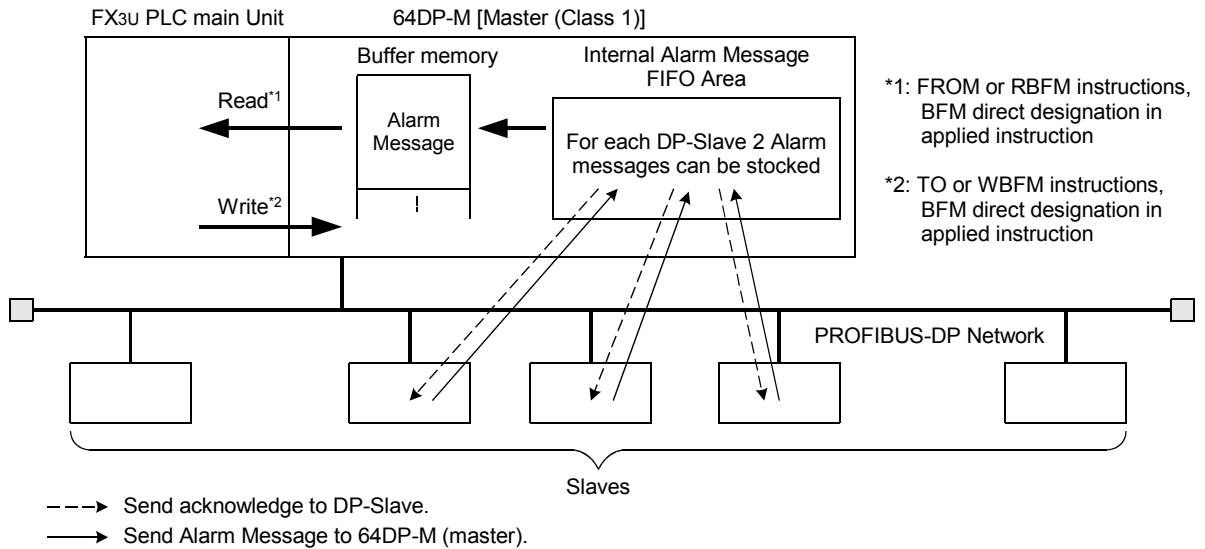 FX3U PLC main Unit
64DP-M [Master (Class 1)]
Buffer memory
Internal Alarm Message
FIFO Area
Read*1
Alarm
Message
For each DP-Slave 2 Alarm
messages can be stocked
Write*2
*1: FROM or RBFM instructions,
BFM direct designation in
applied instruction
*2: TO or WBFM instructions,
BFM direct designation in
applied instruction
PROFIBUS-DP Network
Slaves
Send acknowledge to DP-Slave.
Send Alarm Message to 64DP-M (master).